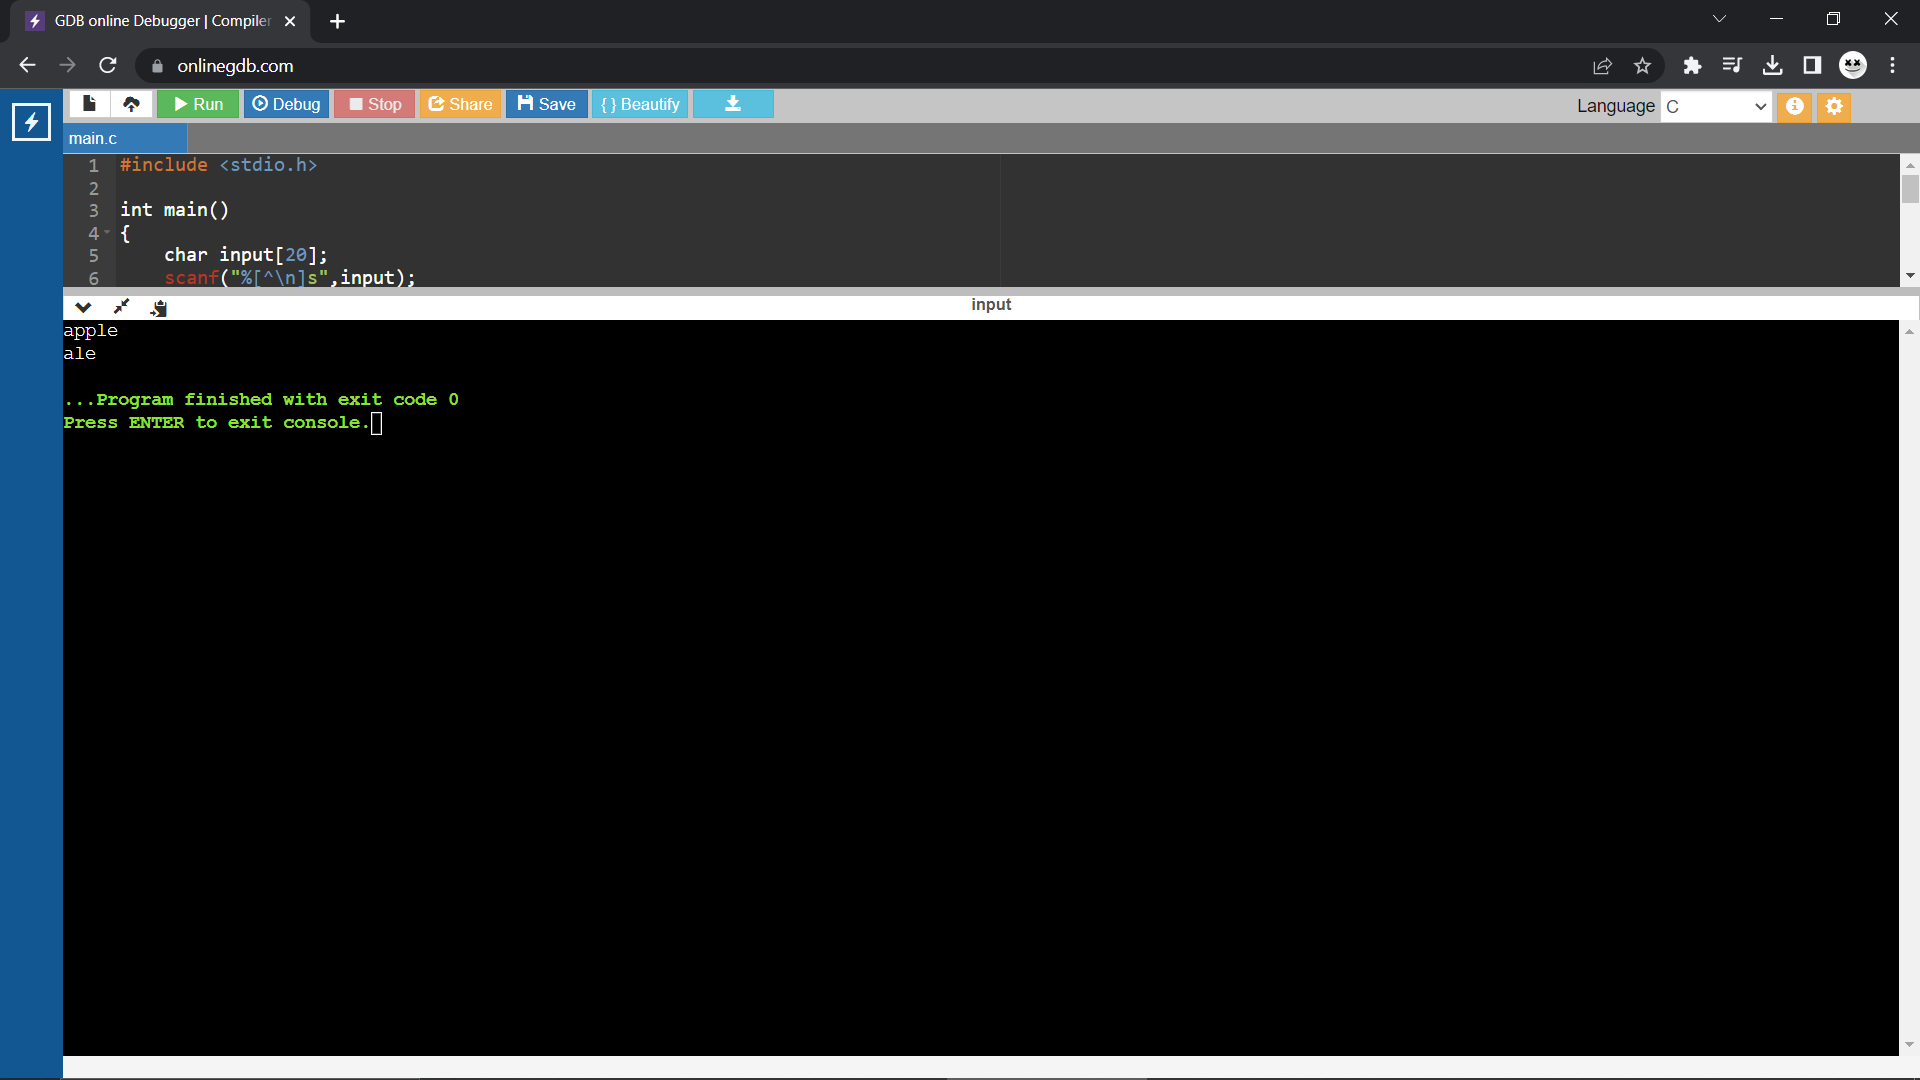 GDB online Debugger | Compiler
onlinegdb.com
Run Debug Stop Share Save { } Beautify Language C
main.c
1 #include <stdio.h>
2
3 int main()
4 {
5 char input[20];
6 scanf("%[^\n]s",input);
input
apple
ale
...Program finished with exit code 0
Press ENTER to exit console.